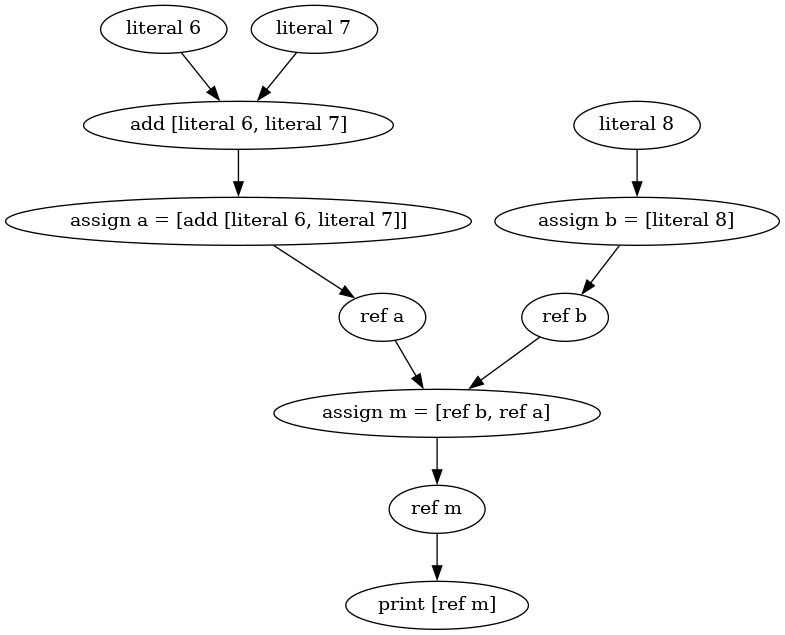 literal 6
literal 7
add [literal 6, literal 7]
literal 8
assign a = [add [literal 6, literal 7]]
assign b = [literal 8]
ref a
ref b
assign m = [ref b, ref a]
ref m
print [ref m]